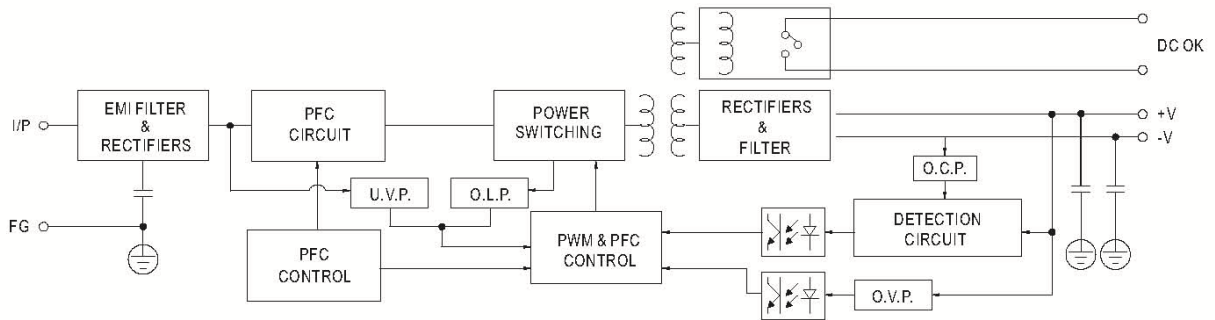 DC OK
I/P
EMI FILTER
&
RECTIFIERS
PFC
CIRCUIT
POWER
SWITCHING
RECTIFIERS
&
FILTER
+V
-V
U.V.P.
O.L.P.
O.C.P.
FG
PFC
CONTROL
PWM & PFC
CONTROL
DETECTION
CIRCUIT
O.V.P.